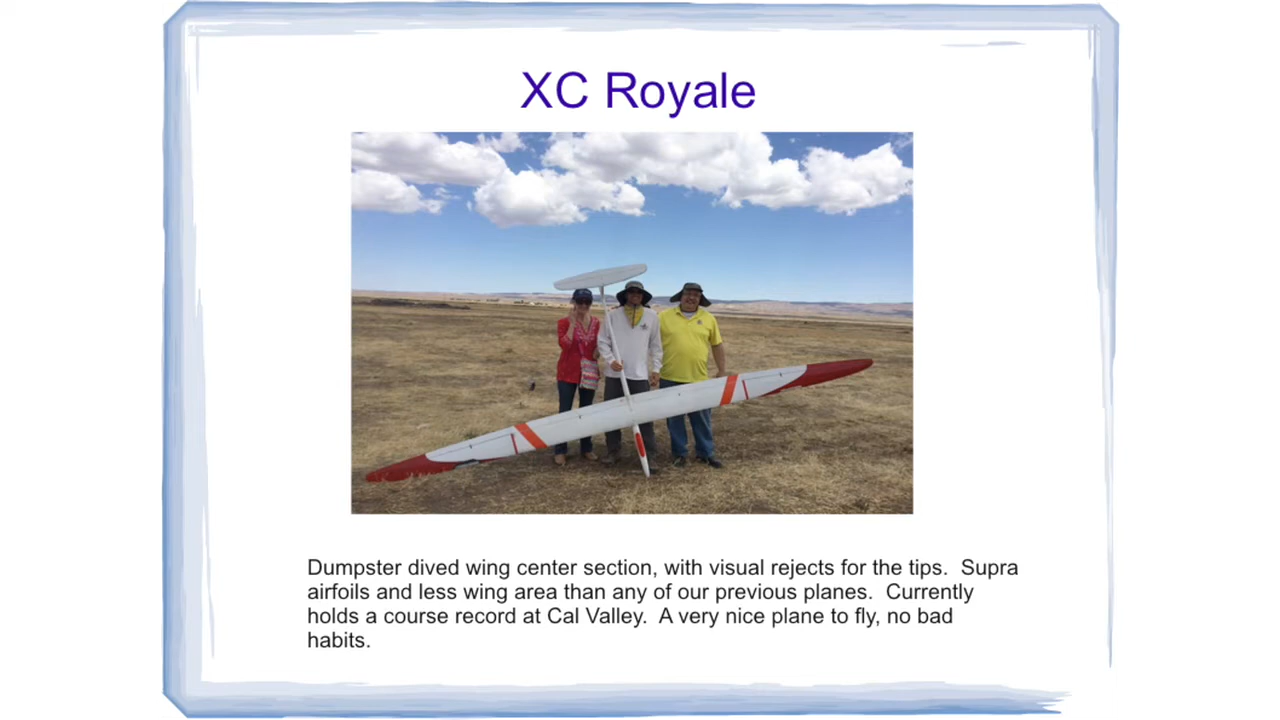 XC Royale
Dumpster dived wing center section, with visual rejects for the tips.  Supra
airfoils and less wing area than any of our previous planes.  Currently
holds a course record at Cal Valley.  A very nice plane to fly, no bad
habits.